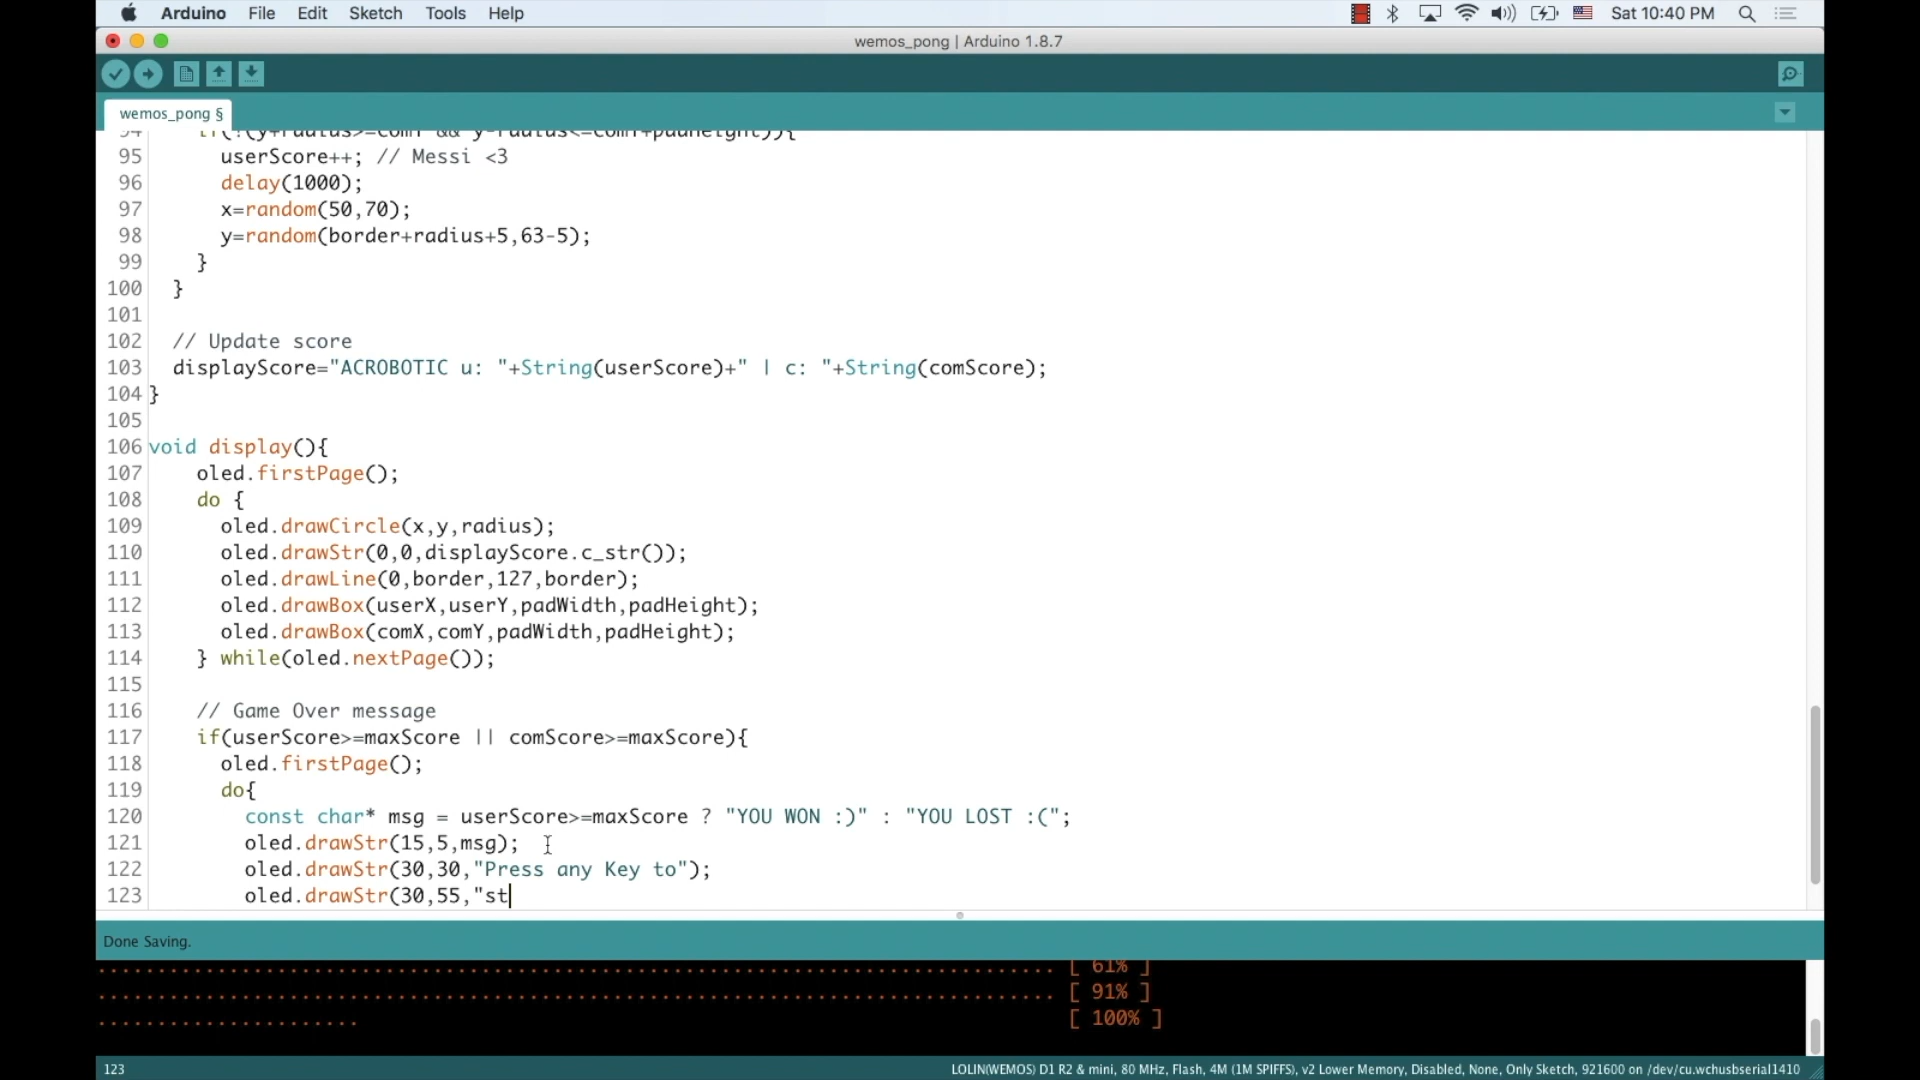 Arduino File Edit Sketch Tools Help Sat 10:40 PM
wemos_pong | Arduino 1.8.7
wemos_pong §
94 if(!(y+radius>=comY && y-radius<=comY+padHeight)){
95 userScore++; // Messi <3
96 delay(1000);
97 x=random(50,70);
98 y=random(border+radius+5,63-5);
99 }
100 }
101
102 // Update score
103 displayScore="ACROBOTIC u: "+String(userScore)+" | c: "+String(comScore);
104 }
105
106 void display(){
107 oled.firstPage();
108 do {
109 oled.drawCircle(x,y,radius);
110 oled.drawStr(0,0,displayScore.c_str());
111 oled.drawLine(0,border,127,border);
112 oled.drawBox(userX,userY,padWidth,padHeight);
113 oled.drawBox(comX,comY,padWidth,padHeight);
114 } while(oled.nextPage());
115
116 // Game Over message
117 if(userScore>=maxScore || comScore>=maxScore){
118 oled.firstPage();
119 do{
120 const char* msg = userScore>=maxScore ? "YOU WON :)" : "YOU LOST :(";
121 oled.drawStr(15,5,msg);
122 oled.drawStr(30,30,"Press any Key to");
123 oled.drawStr(30,55,"st
Done Saving.
................................................................................ [ 61% ]
................................................................................ [ 91% ]
...................... [ 100% ]
123 LOLIN(WEMOS) D1 R2 & mini, 80 MHz, Flash, 4M (1M SPIFFS), v2 Lower Memory, Disabled, None, Only Sketch, 921600 on /dev/cu.wchusbserial1410